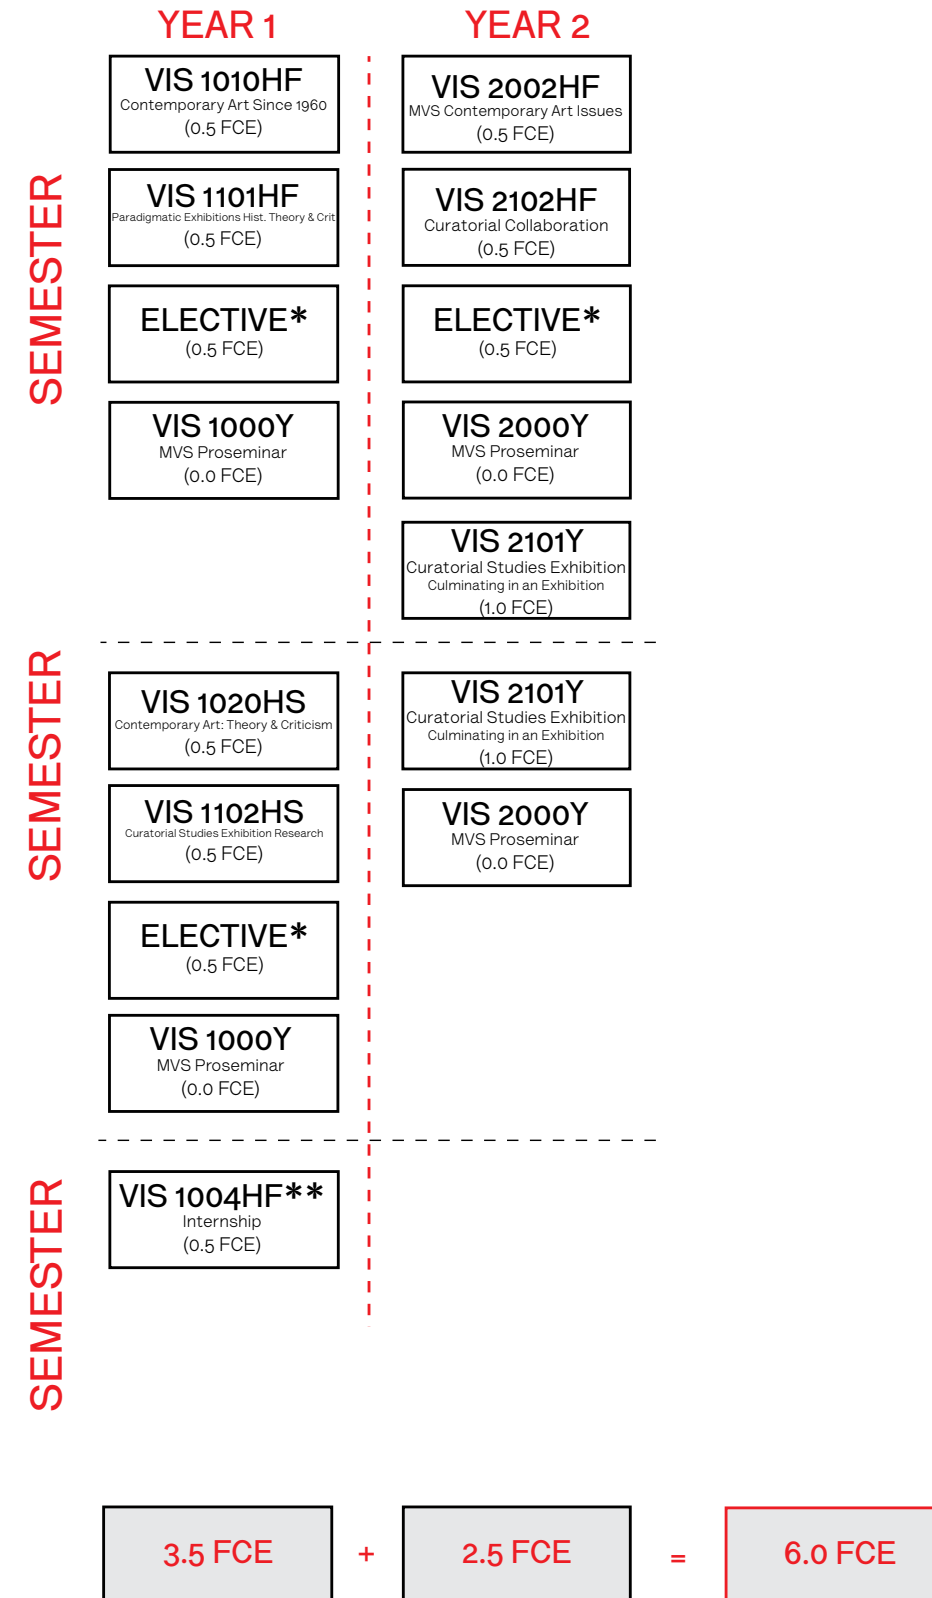 YEAR 1
YEAR 2
SEMESTER
VIS 1010HF
Contemporary Art Since 1960
(0.5 FCE)
VIS 1101HF
Paradigmatic Exhibitions Hist. Theory & Crit
(0.5 FCE)
ELECTIVE*
(0.5 FCE)
VIS 1000Y
MVS Proseminar
(0.0 FCE)
VIS 2002HF
MVS Contemporary Art Issues
(0.5 FCE)
VIS 2102HF
Curatorial Collaboration
(0.5 FCE)
ELECTIVE*
(0.5 FCE)
VIS 2000Y
MVS Proseminar
(0.0 FCE)
VIS 2101Y
Curatorial Studies Exhibition
Culminating in an Exhibition
(1.0 FCE)
SEMESTER
VIS 1020HS
Contemporary Art: Theory & Criticism
(0.5 FCE)
VIS 1102HS
Curatorial Studies Exhibition Research
(0.5 FCE)
ELECTIVE*
(0.5 FCE)
VIS 1000Y
MVS Proseminar
(0.0 FCE)
VIS 2101Y
Curatorial Studies Exhibition
Culminating in an Exhibition
(1.0 FCE)
VIS 2000Y
MVS Proseminar
(0.0 FCE)
SEMESTER
VIS 1004HF**
Internship
(0.5 FCE)
3.5 FCE + 2.5 FCE = 6.0 FCE